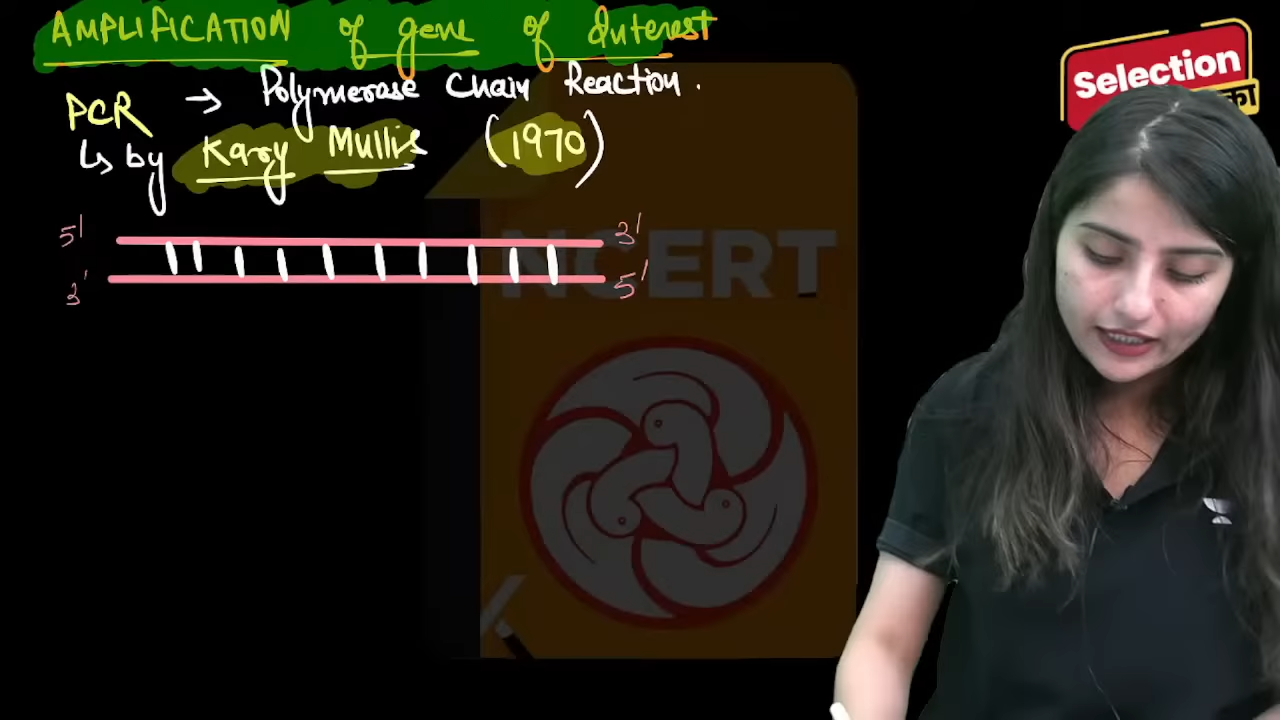 AMPLIFICATION of gene of Interest
PCR → Polymerase Chain Reaction.
↳ by Kary Mullis (1970)
5' 3'
3' 5'
NCERT
Selection